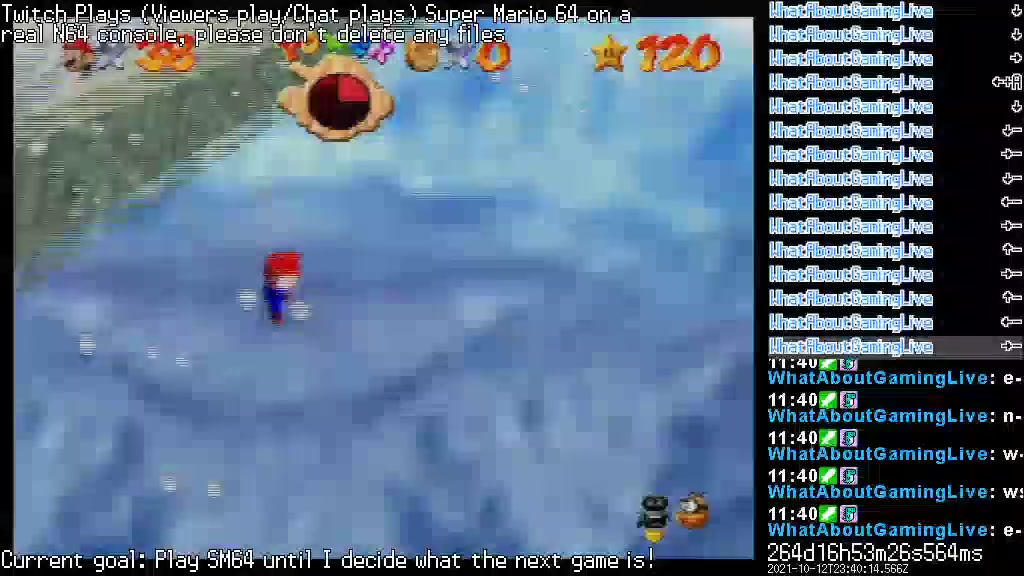 Twitch Plays (Viewers play/Chat plays) Super Mario 64 on a
real N64 console, please don't delete any files
38
0
120
Current goal: Play SM64 until I decide what the next game is!
WhatAboutGamingLive
WhatAboutGamingLive
WhatAboutGamingLive
WhatAboutGamingLive ←+A
WhatAboutGamingLive
WhatAboutGamingLive
WhatAboutGamingLive
WhatAboutGamingLive
WhatAboutGamingLive
WhatAboutGamingLive
WhatAboutGamingLive
WhatAboutGamingLive
WhatAboutGamingLive
WhatAboutGamingLive
WhatAboutGamingLive
11:40
WhatAboutGamingLive: e-
11:40
WhatAboutGamingLive: n-
11:40
WhatAboutGamingLive: w-
11:40
WhatAboutGamingLive: ws
11:40
WhatAboutGamingLive: e-
264d16h53m26s564ms
2021-10-12T23:40:14.566Z